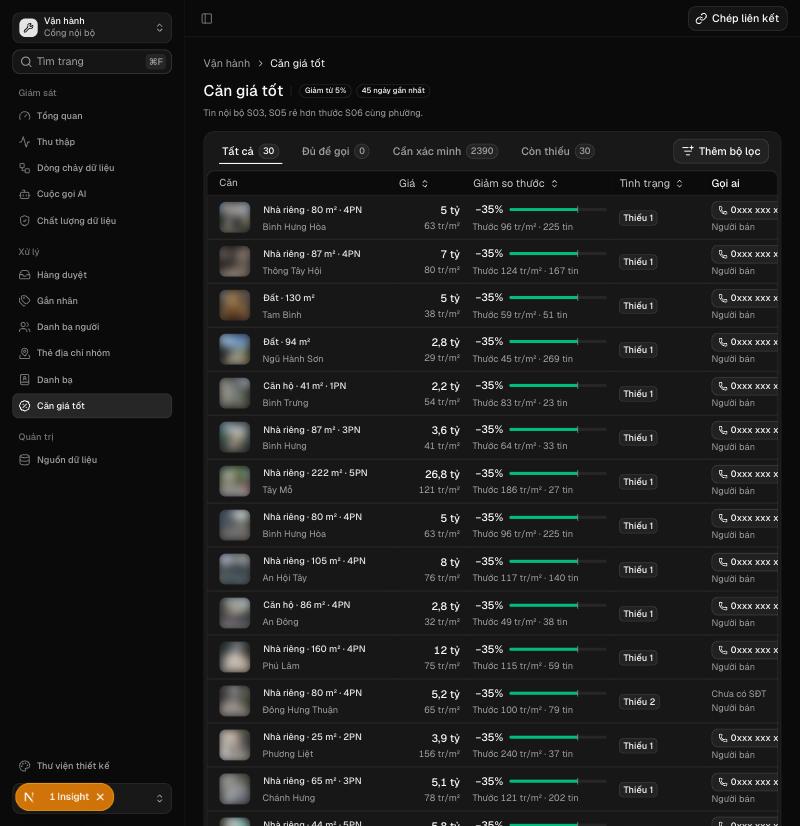 Vận hành
Cổng nội bộ
Tìm trang
⌘F
Giám sát
Tổng quan
Thu thập
Dòng chảy dữ liệu
Cuộc gọi AI
Chất lượng dữ liệu
Xử lý
Hàng duyệt
Gắn nhãn
Danh bạ người
Thẻ địa chỉ nhóm
Danh bạ
Căn giá tốt
Quản trị
Nguồn dữ liệu
Thư viện thiết kế
N 1 Insight ×
Chép liên kết
Vận hành > Căn giá tốt
Căn giá tốt Giảm từ 5% 45 ngày gần nhất
Tin nội bộ S03, S05 rẻ hơn thước S06 cùng phường.
Tất cả 30 Đủ để gọi 0 Cần xác minh 2390 Còn thiếu 30 Thêm bộ lọc
Căn Giá Giảm so thước Tình trạng Gọi ai
Nhà riêng · 80 m² · 4PN 5 tỷ −35% Thiếu 1 0xxx xxx x
Bình Hưng Hòa 63 tr/m² Thước 96 tr/m² · 225 tin Người bán
Nhà riêng · 87 m² · 4PN 7 tỷ −35% Thiếu 1 0xxx xxx x
Thông Tây Hội 80 tr/m² Thước 124 tr/m² · 167 tin Người bán
Đất · 130 m² 5 tỷ −35% Thiếu 1 0xxx xxx x
Tam Bình 38 tr/m² Thước 59 tr/m² · 51 tin Người bán
Đất · 94 m² 2,8 tỷ −35% Thiếu 1 0xxx xxx x
Ngũ Hành Sơn 29 tr/m² Thước 45 tr/m² · 269 tin Người bán
Căn hộ · 41 m² · 1PN 2,2 tỷ −35% Thiếu 1 0xxx xxx x
Bình Trưng 54 tr/m² Thước 83 tr/m² · 23 tin Người bán
Nhà riêng · 87 m² · 3PN 3,6 tỷ −35% Thiếu 1 0xxx xxx x
Bình Hưng 41 tr/m² Thước 64 tr/m² · 33 tin Người bán
Nhà riêng · 222 m² · 5PN 26,8 tỷ −35% Thiếu 1 0xxx xxx x
Tây Mỗ 121 tr/m² Thước 186 tr/m² · 27 tin Người bán
Nhà riêng · 80 m² · 4PN 5 tỷ −35% Thiếu 1 0xxx xxx x
Bình Hưng Hòa 63 tr/m² Thước 96 tr/m² · 225 tin Người bán
Nhà riêng · 105 m² · 4PN 8 tỷ −35% Thiếu 1 0xxx xxx x
An Hội Tây 76 tr/m² Thước 117 tr/m² · 140 tin Người bán
Căn hộ · 86 m² · 4PN 2,8 tỷ −35% Thiếu 1 0xxx xxx x
An Đông 32 tr/m² Thước 49 tr/m² · 38 tin Người bán
Nhà riêng · 160 m² · 4PN 12 tỷ −35% Thiếu 1 0xxx xxx x
Phú Lâm 75 tr/m² Thước 115 tr/m² · 59 tin Người bán
Nhà riêng · 80 m² · 4PN 5,2 tỷ −35% Thiếu 2 Chưa có SĐT
Đông Hưng Thuận 65 tr/m² Thước 100 tr/m² · 79 tin Người bán
Nhà riêng · 25 m² · 2PN 3,9 tỷ −35% Thiếu 1 0xxx xxx x
Phương Liệt 156 tr/m² Thước 240 tr/m² · 37 tin Người bán
Nhà riêng · 65 m² · 3PN 5,1 tỷ −35% Thiếu 1 0xxx xxx x
Chánh Hưng 78 tr/m² Thước 121 tr/m² · 202 tin Người bán
Nhà riêng · 44 m² · 5PN 5,8 tỷ −35% 0xxx xxx x